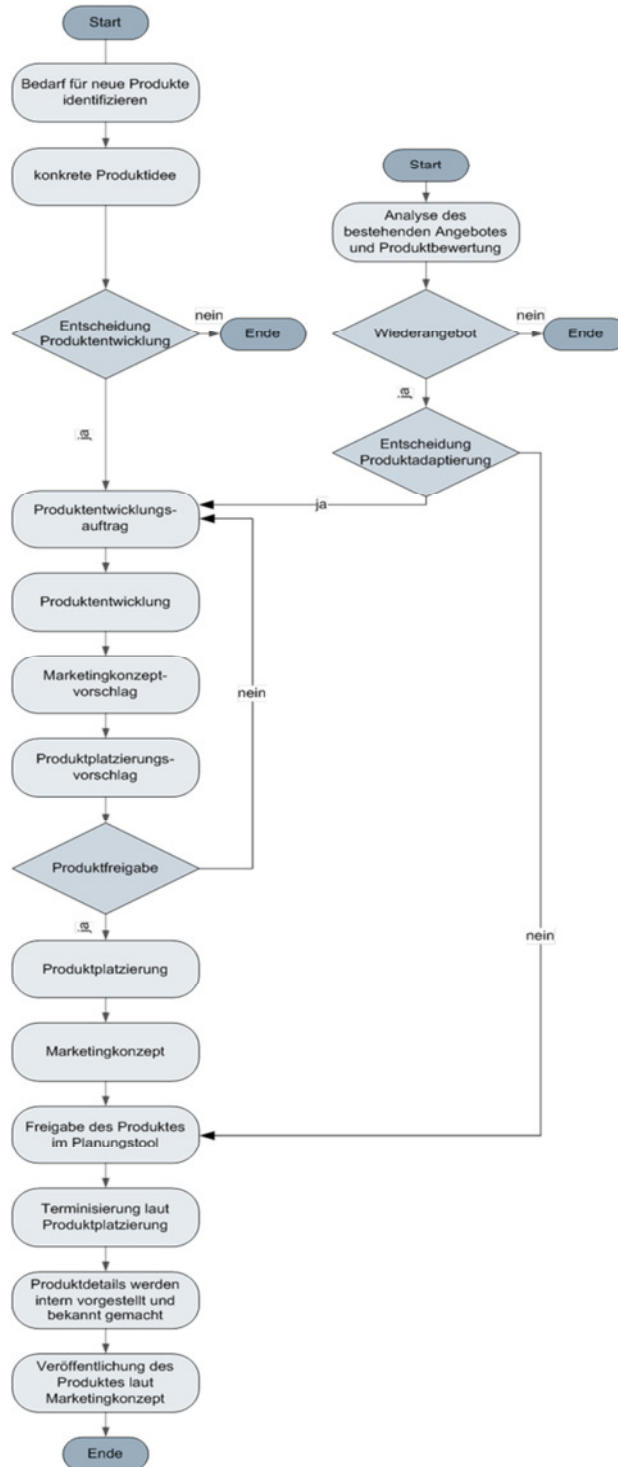 Start
Bedarf für neue Produkte
identifizieren
konkrete Produktidee
Entscheidung
Produktentwicklung
nein
Ende
ja
Start
Analyse des
bestehenden Angebotes
und Produktbewertung
Wiederangebot
nein
Ende
ja
Entscheidung
Produktadaptierung
ja
nein
Produktentwicklungs-
auftrag
Produktentwicklung
Marketingkonzept-
vorschlag
Produktplatzierungs-
vorschlag
Produktfreigabe
nein
ja
Produktplatzierung
Marketingkonzept
Freigabe des Produktes
im Planungstool
Terminisierung laut
Produktplatzierung
Produktdetails werden
intern vorgestellt und
bekannt gemacht
Veröffentlichung des
Produktes laut
Marketingkonzept
Ende